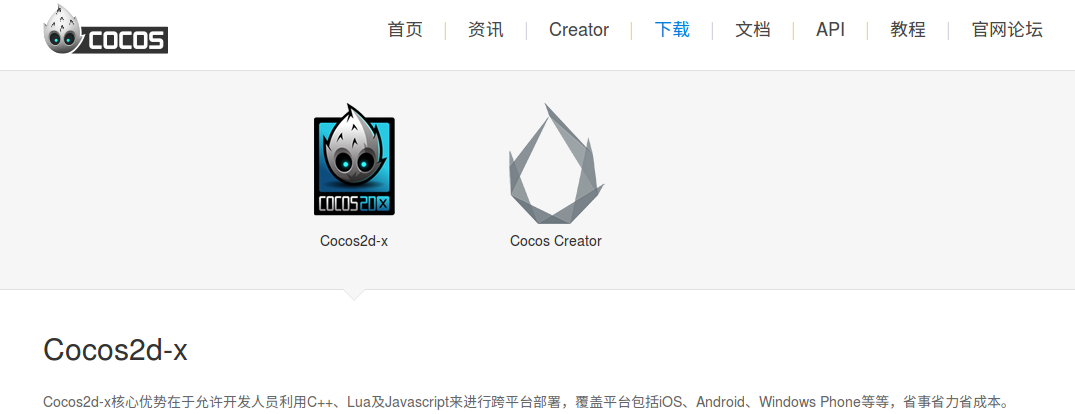 COCOS
首页 | 资讯 | Creator | 下载 | 文档 | API | 教程 | 官网论坛
COCOS2DX
Cocos2d-x
Cocos Creator
Cocos2d-x
Cocos2d-x核心优势在于允许开发人员利用C++、Lua及Javascript来进行跨平台部署，覆盖平台包括iOS、Android、Windows Phone等等，省事省力省成本。